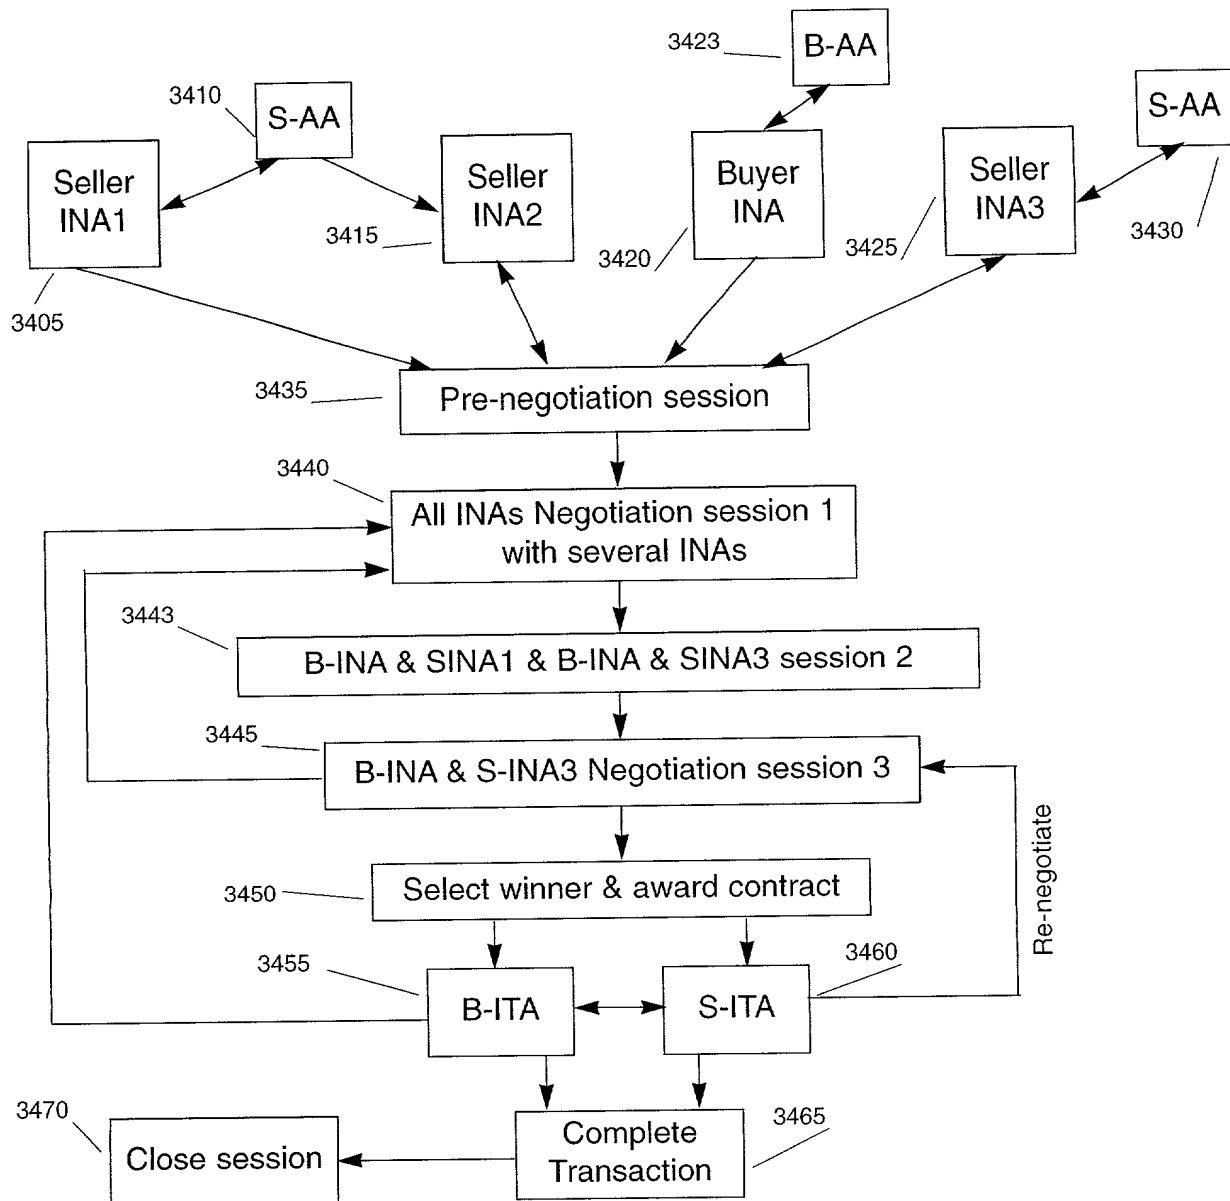 3423
B-AA
3410
S-AA
S-AA
Seller
INA1
Seller
INA2
Buyer
INA
Seller
INA3
3415
3420
3425
3430
3405
3435
Pre-negotiation session
3440
All INAs Negotiation session 1
with several INAs
3443
B-INA & SINA1 & B-INA & SINA3 session 2
3445
B-INA & S-INA3 Negotiation session 3
Re-negotiate
3450
Select winner & award contract
3455
B-ITA
3460
S-ITA
3470
Close session
Complete
Transaction
3465